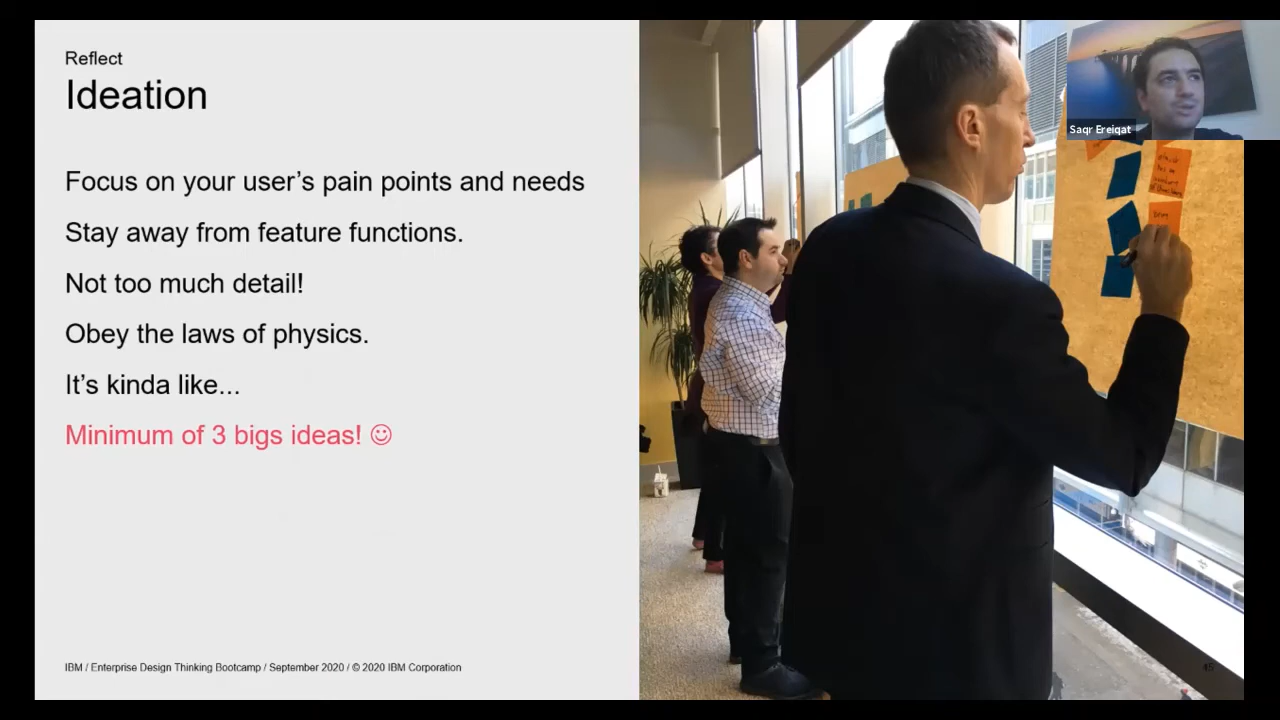 Reflect
Ideation
Focus on your user's pain points and needs
Stay away from feature functions.
Not too much detail!
Obey the laws of physics.
It's kinda like...
Minimum of 3 bigs ideas! ☺
IBM / Enterprise Design Thinking Bootcamp / September 2020 / © 2020 IBM Corporation
Saqr Ereiqat
45